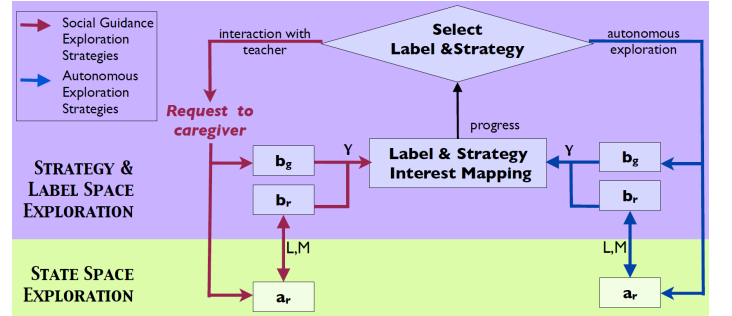 Social Guidance
Exploration
Strategies
Autonomous
Exploration
Strategies
interaction with
teacher
Select
Label &Strategy
autonomous
exploration
Request to
caregiver
progress
STRATEGY &
LABEL SPACE
EXPLORATION
bg
γ
Label & Strategy
Interest Mapping
γ
bg
br
br
L,M
L,M
STATE SPACE
EXPLORATION
ar
ar